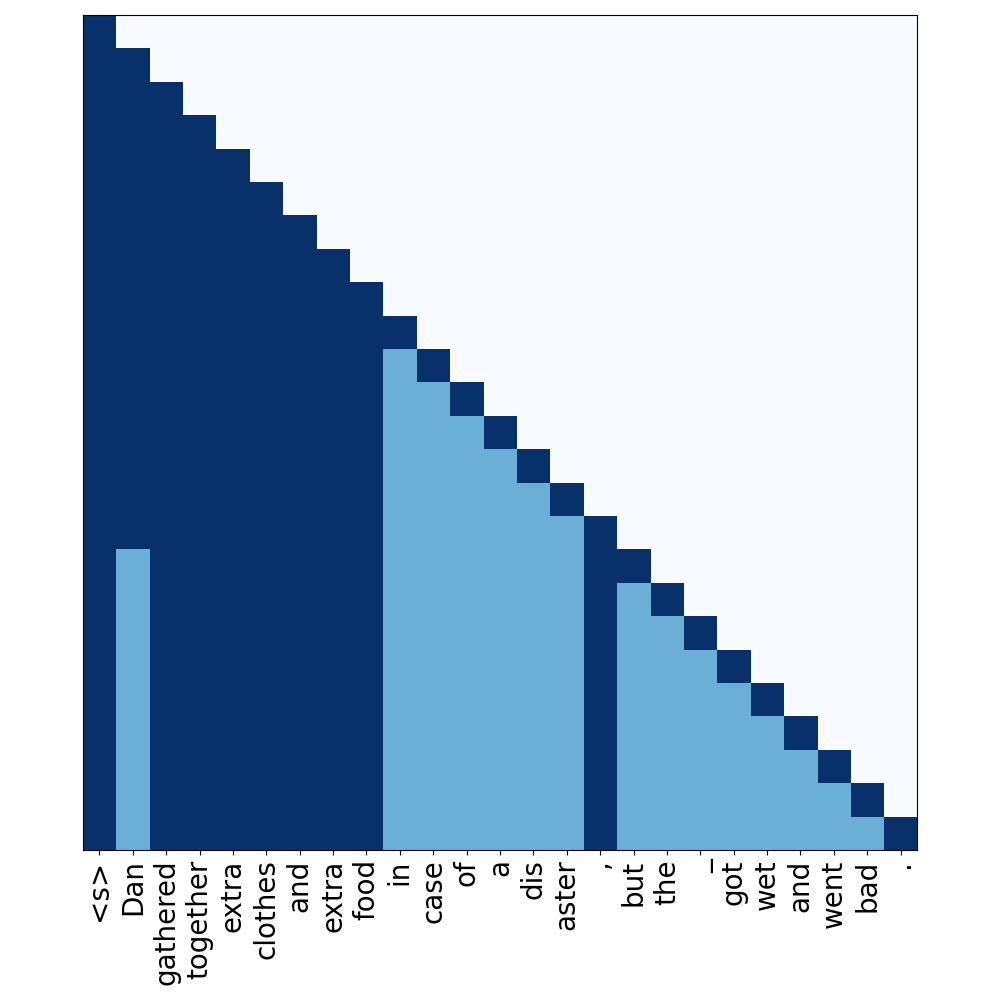 <s> Dan gathered together extra clothes and extra food in case of a dis aster , but the _ got wet and went bad .